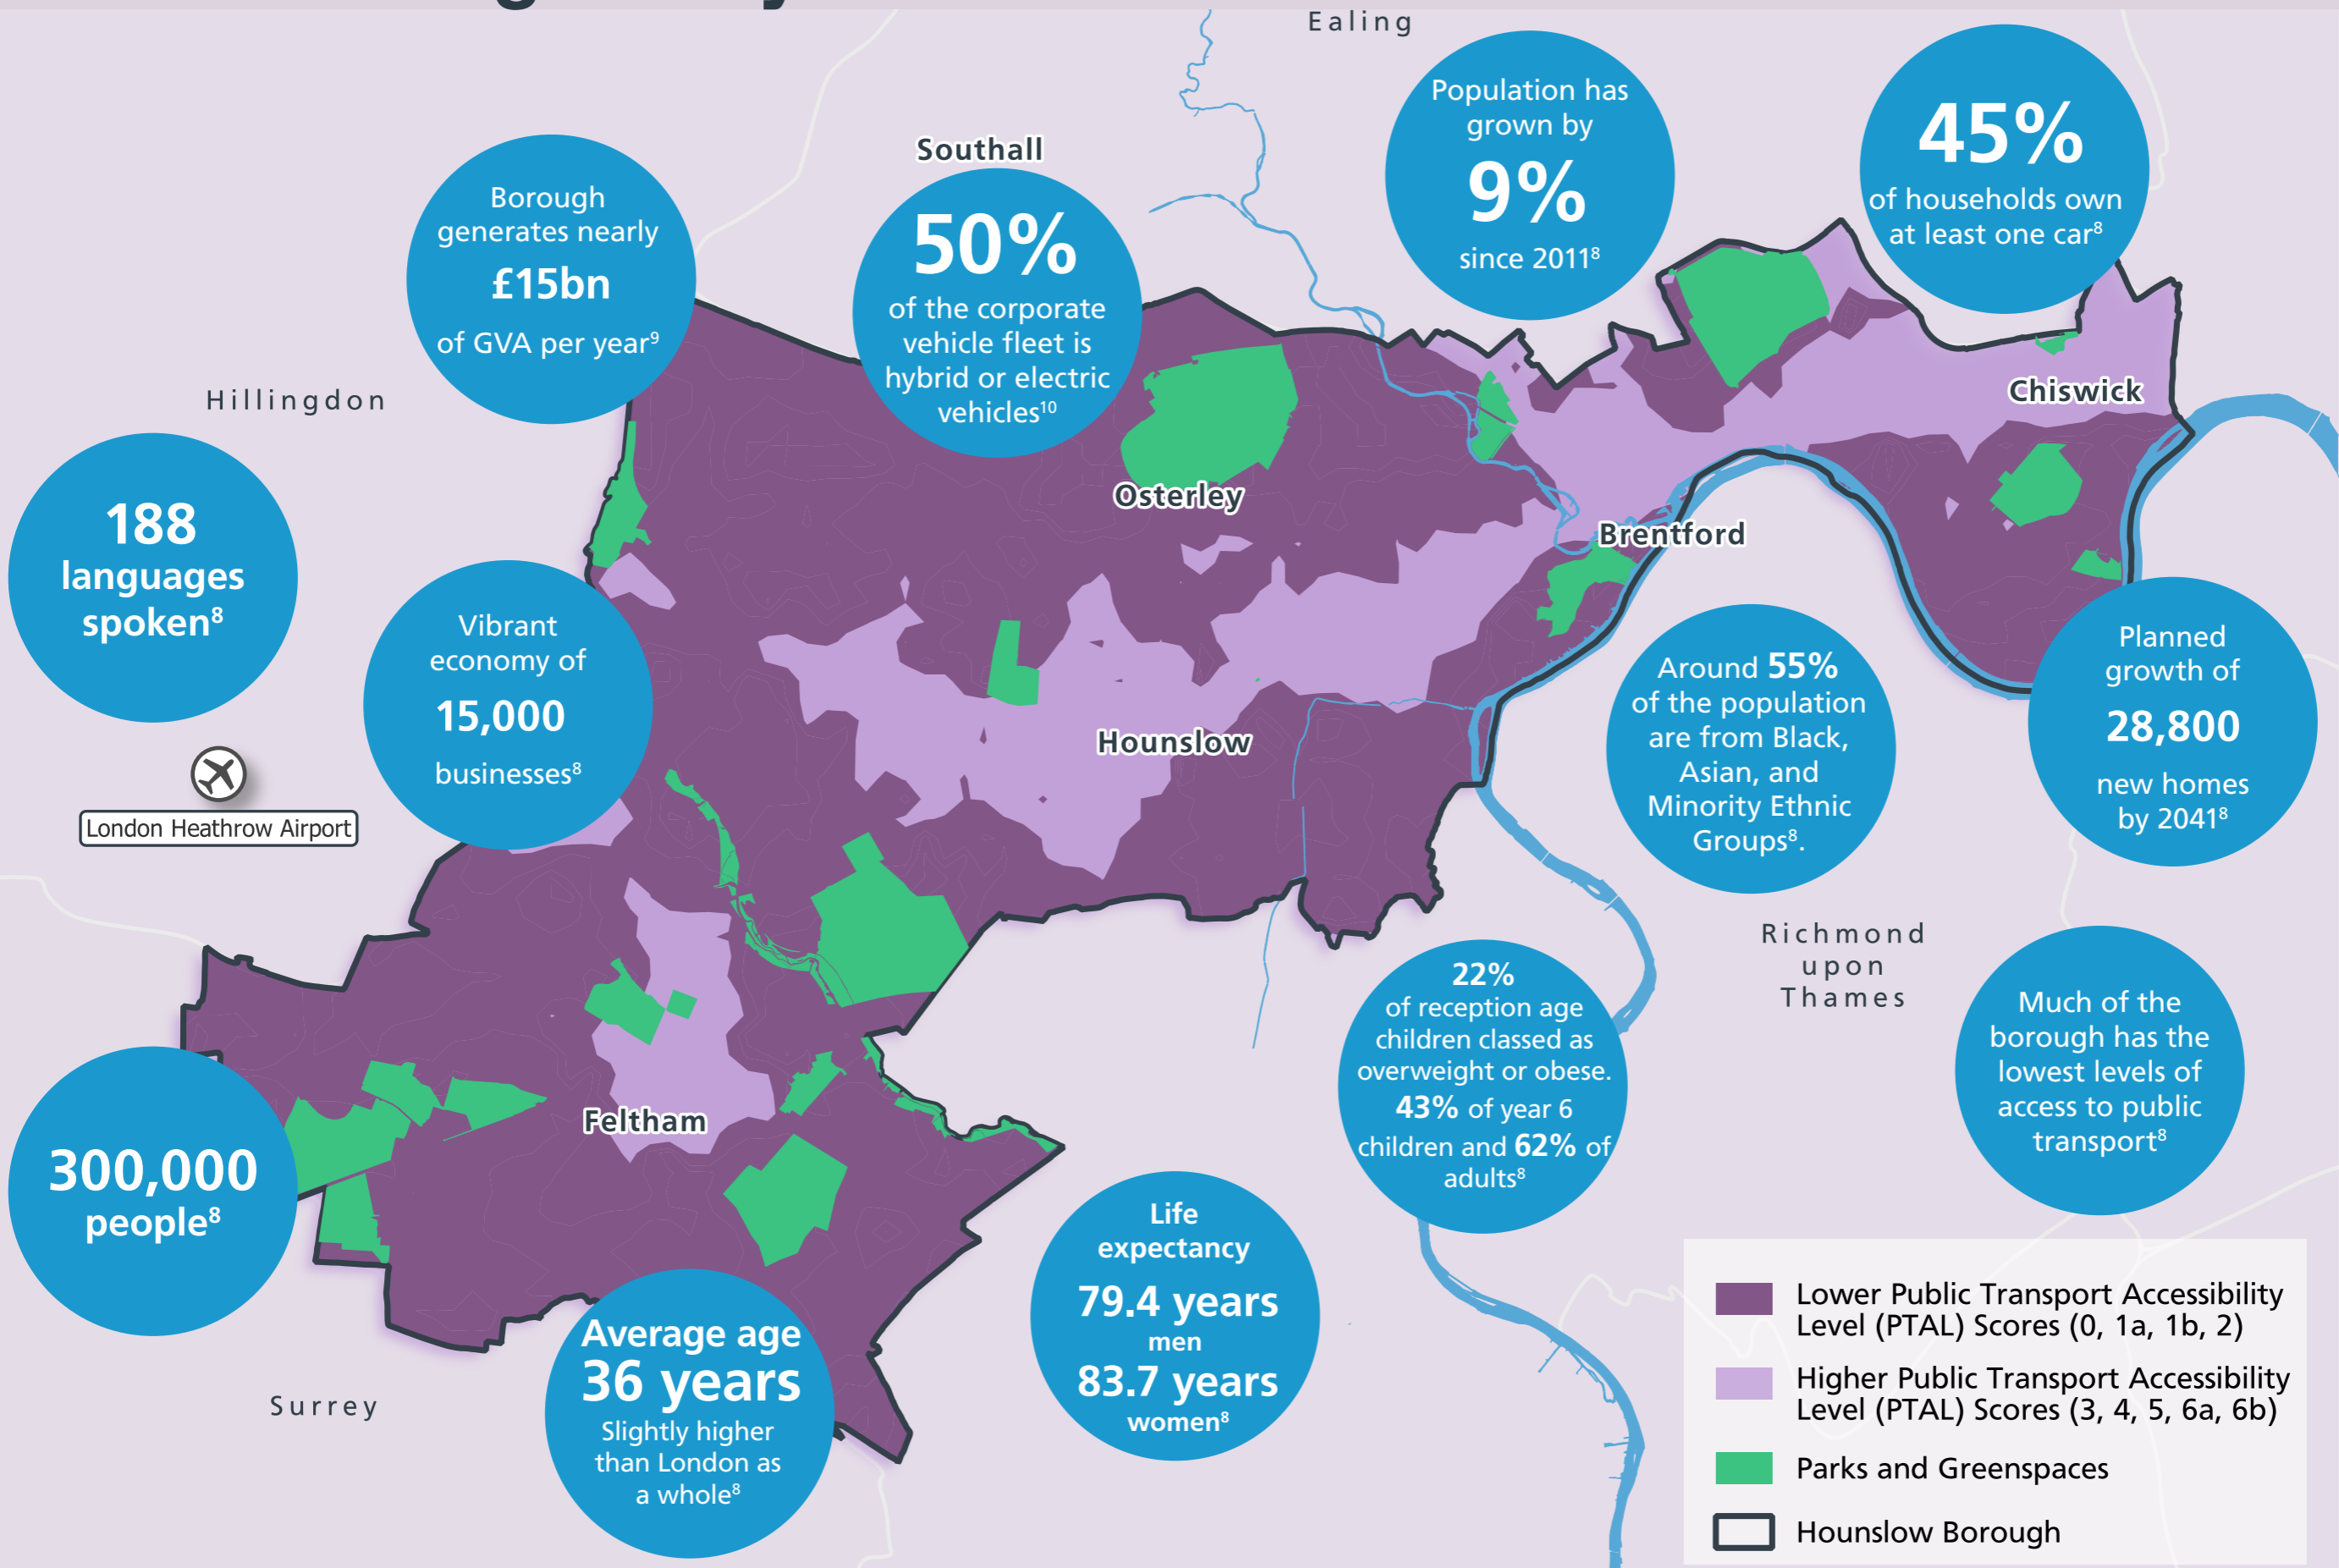 Ealing
Population has
grown by
9%
since 2011⁸
45%
of households own
at least one car⁸
Southall
50%
of the corporate
vehicle fleet is
hybrid or electric
vehicles¹⁰
Borough
generates nearly
£15bn
of GVA per year⁹
Hillingdon
Chiswick
Osterley
Brentford
188
languages
spoken⁸
Vibrant
economy of
15,000
businesses⁸
Hounslow
Around 55%
of the population
are from Black,
Asian, and
Minority Ethnic
Groups⁸.
Planned
growth of
28,800
new homes
by 2041⁸
London Heathrow Airport
Richmond
upon
Thames
22%
of reception age
children classed as
overweight or obese.
43% of year 6
children and 62% of
adults⁸
Much of the
borough has the
lowest levels of
access to public
transport⁸
Feltham
300,000
people⁸
Life
expectancy
79.4 years
men
83.7 years
women⁸
Average age
36 years
Slightly higher
than London as
a whole⁸
Surrey
Lower Public Transport Accessibility
Level (PTAL) Scores (0, 1a, 1b, 2)
Higher Public Transport Accessibility
Level (PTAL) Scores (3, 4, 5, 6a, 6b)
Parks and Greenspaces
Hounslow Borough